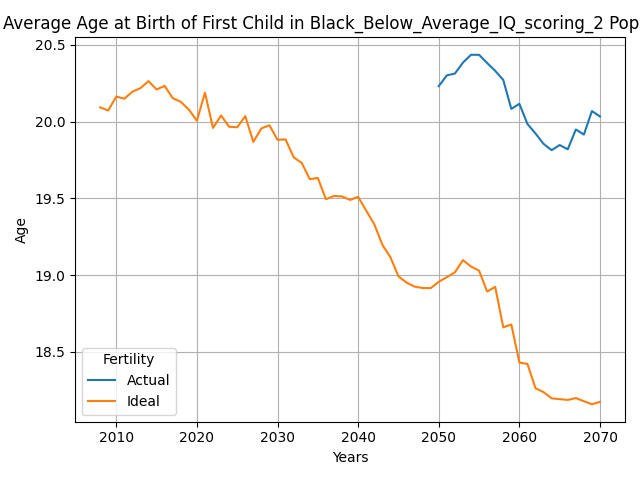 Average Age at Birth of First Child in Black_Below_Average_IQ_scoring_2 Pop
20.5
20.0
19.5
19.0
18.5
Age
Fertility
Actual
Ideal
2010 2020 2030 2040 2050 2060 2070
Years